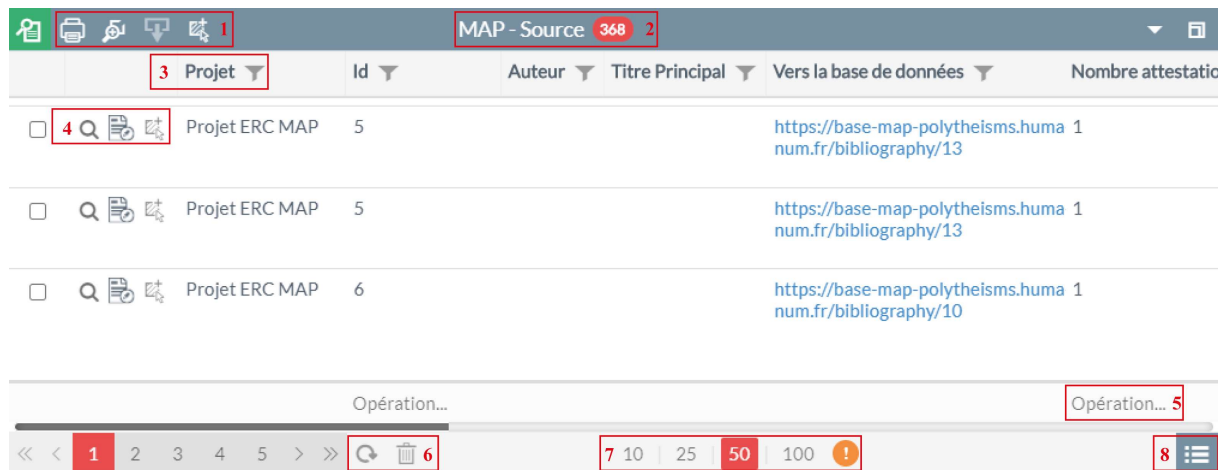 1 MAP - Source 368 2
3 Projet Id Auteur Titre Principal Vers la base de données Nombre attestatio
4 Projet ERC MAP 5 https://base-map-polytheisms.huma 1
num.fr/bibliography/13
Projet ERC MAP 5 https://base-map-polytheisms.huma 1
num.fr/bibliography/13
Projet ERC MAP 6 https://base-map-polytheisms.huma 1
num.fr/bibliography/10
Opération... Opération... 5
« < 1 2 3 4 5 > » 6 7 10 | 25 | 50 | 100 ! 8